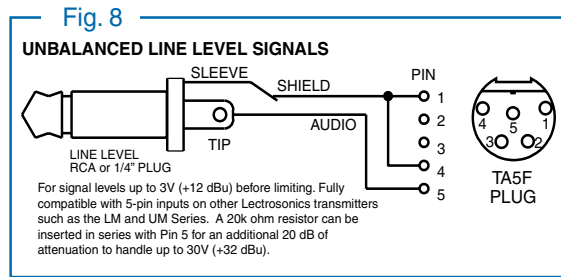 Fig. 8
UNBALANCED LINE LEVEL SIGNALS
SLEEVE
SHIELD
PIN
1
2
3
4
5
AUDIO
TIP
LINE LEVEL
RCA or 1/4" PLUG
4
5
1
3
2
TA5F
PLUG
For signal levels up to 3V (+12 dBu) before limiting. Fully
compatible with 5-pin inputs on other Lectrosonics transmitters
such as the LM and UM Series. A 20k ohm resistor can be
inserted in series with Pin 5 for an additional 20 dB of
attenuation to handle up to 30V (+32 dBu).